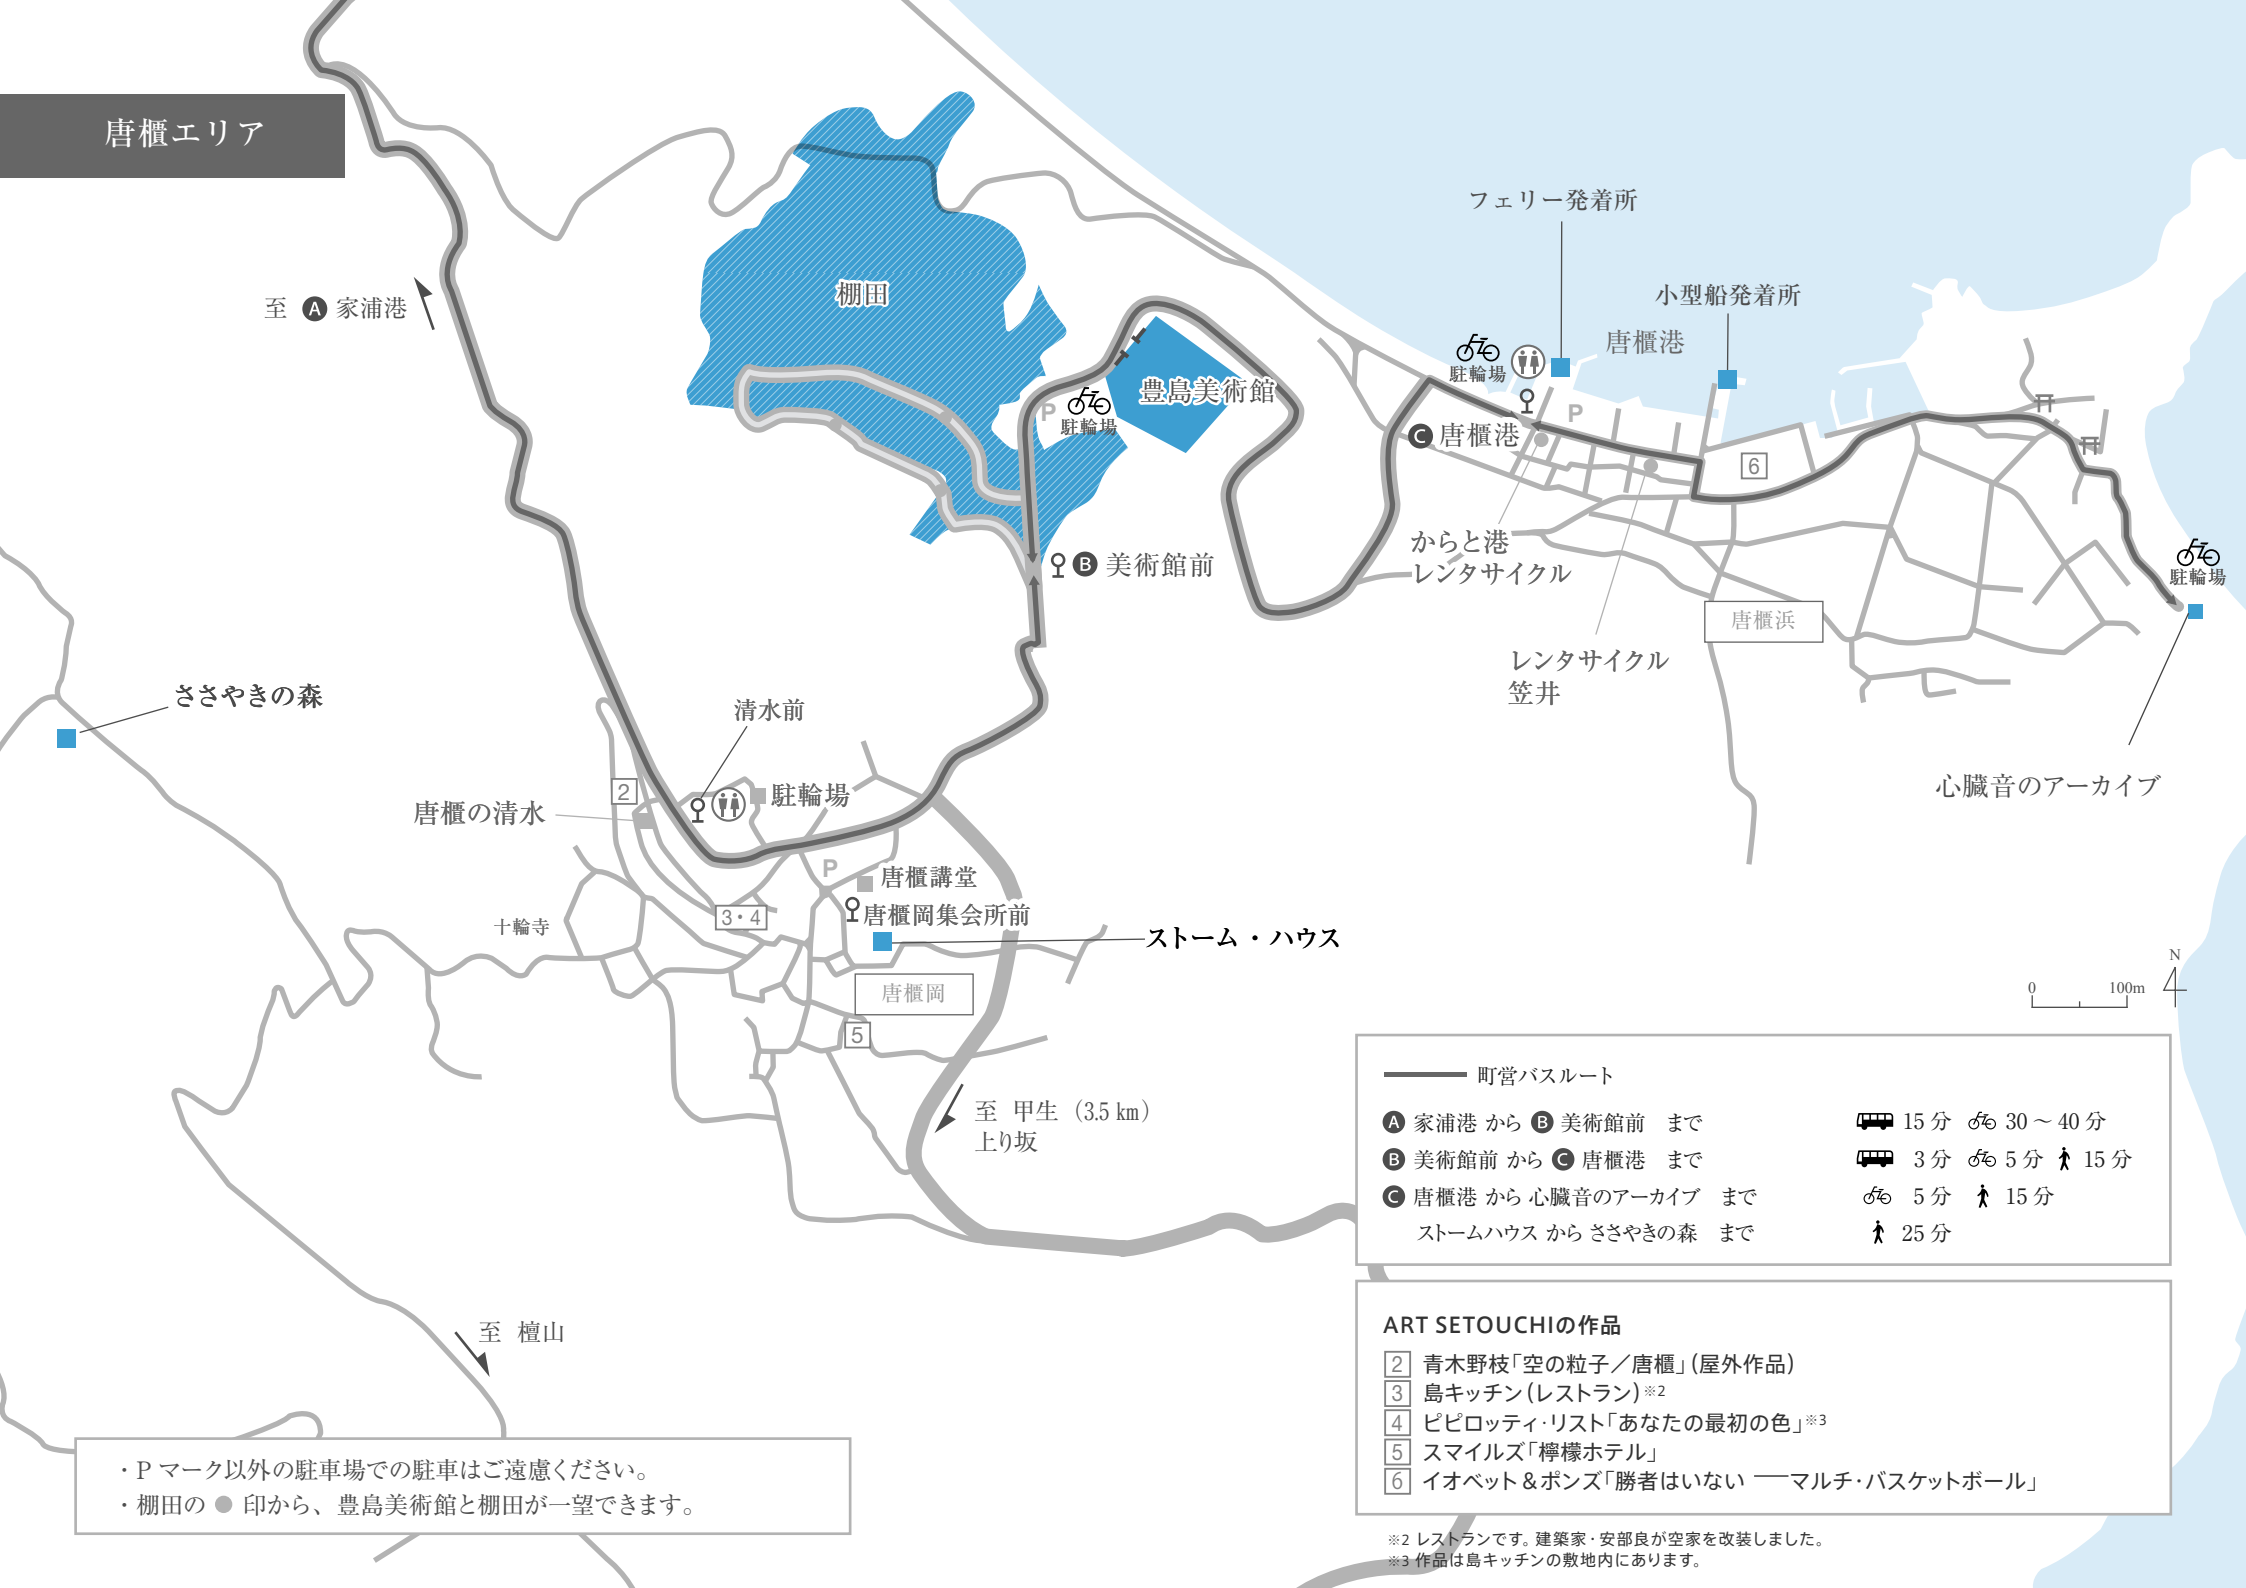 唐櫃エリア
フェリー発着所
棚田
小型船発着所
至 A 家浦港
唐櫃港
駐輪場
豊島美術館
P
駐輪場
P
C 唐櫃港
6
からと港
レンタサイクル
B 美術館前
駐輪場
唐櫃浜
レンタサイクル
笠井
ささやきの森
清水前
心臓音のアーカイブ
2
駐輪場
唐櫃の清水
P
唐櫃講堂
3・4
唐櫃岡集会所前
十輪寺
ストーム・ハウス
唐櫃岡
5
N
0 100m
至 甲生（3.5 km）
上り坂
町営バスルート
A 家浦港 から B 美術館前 まで 15 分 30 〜 40 分
B 美術館前 から C 唐櫃港 まで 3 分 5 分 15 分
C 唐櫃港 から 心臓音のアーカイブ まで 5 分 15 分
ストームハウス から ささやきの森 まで 25 分
至 檀山
ART SETOUCHIの作品
2 青木野枝「空の粒子／唐櫃」（屋外作品）
3 島キッチン（レストラン）※2
4 ピピロッティ・リスト「あなたの最初の色」※3
5 スマイルズ「檸檬ホテル」
6 イオベット＆ポンズ「勝者はいない ──マルチ・バスケットボール」
※2 レストランです。建築家・安部良が空家を改装しました。
※3 作品は島キッチンの敷地内にあります。
・P マーク以外の駐車場での駐車はご遠慮ください。
・棚田の ● 印から、豊島美術館と棚田が一望できます。